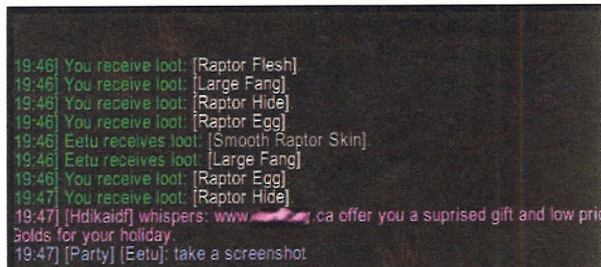 19:46] You receive loot: [Raptor Flesh].
19:46] You receive loot: [Large Fang].
19:46] You receive loot: [Raptor Hide].
19:46] You receive loot: [Raptor Egg].
19:46] Eetu receives loot: [Smooth Raptor Skin].
19:46] Eetu receives loot: [Large Fang].
19:46] You receive loot: [Raptor Egg].
19:47] You receive loot: [Raptor Hide].
19:47] [Hdikaidf] whispers: www. .ca offer you a suprised gift and low pric
Golds for your holiday.
19:47] [Party] [Eetu]: take a screenshot